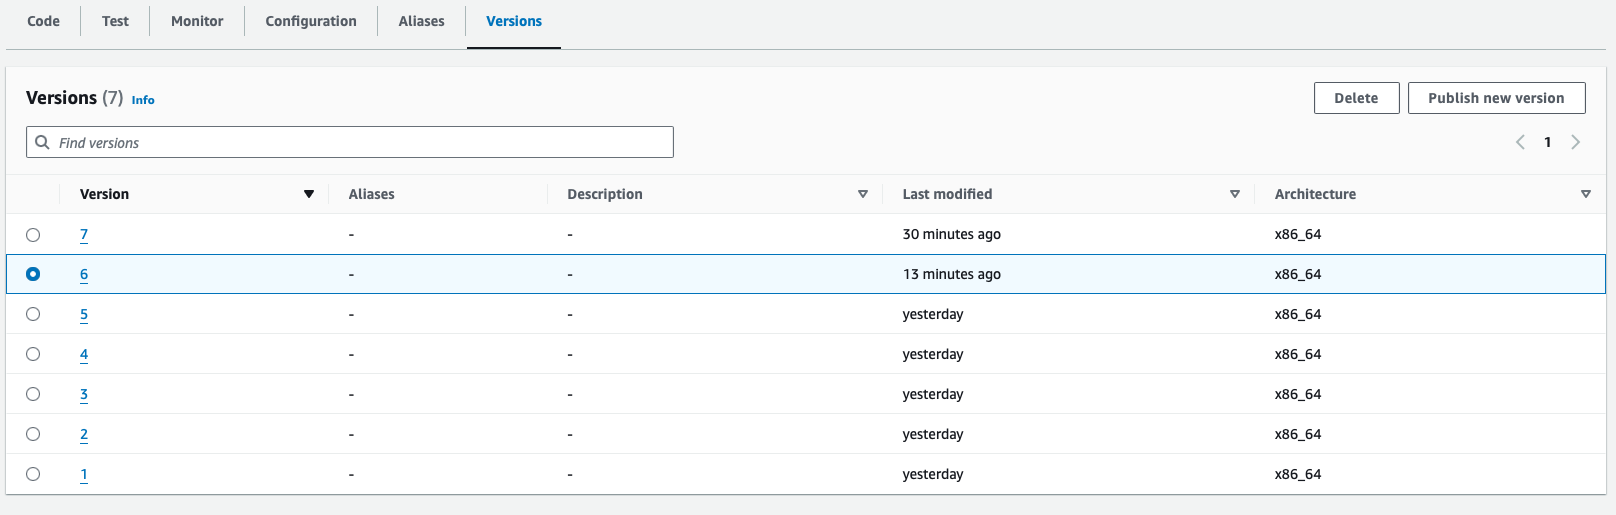 Code Test Monitor Configuration Aliases Versions
Versions (7) Info Delete Publish new version
Find versions 1
Version Aliases Description Last modified Architecture
7 - - 30 minutes ago x86_64
6 - - 13 minutes ago x86_64
5 - - yesterday x86_64
4 - - yesterday x86_64
3 - - yesterday x86_64
2 - - yesterday x86_64
1 - - yesterday x86_64